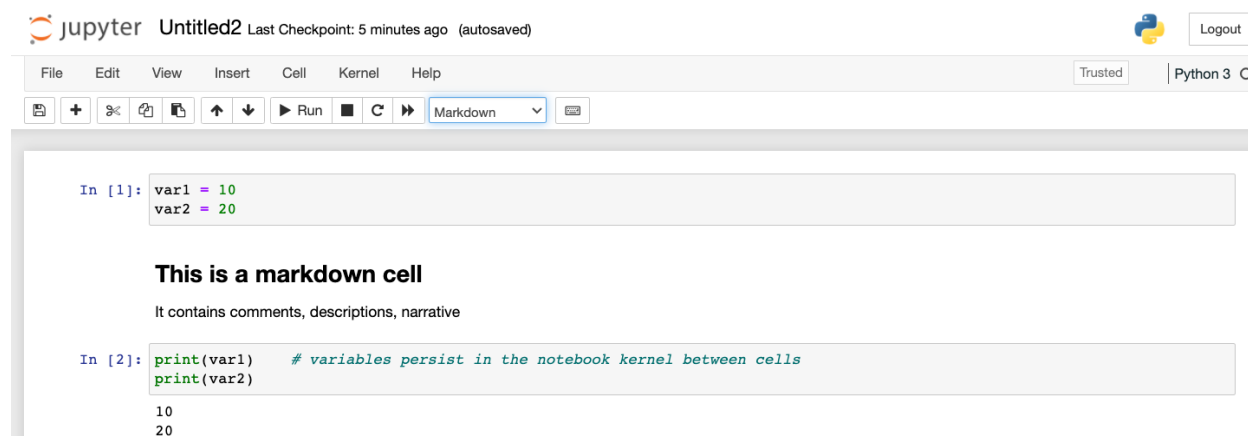 jupyter Untitled2 Last Checkpoint: 5 minutes ago (autosaved) Logout
File Edit View Insert Cell Kernel Help Trusted Python 3
Run Markdown
In [1]: var1 = 10
var2 = 20
This is a markdown cell
It contains comments, descriptions, narrative
In [2]: print(var1) # variables persist in the notebook kernel between cells
print(var2)
10
20